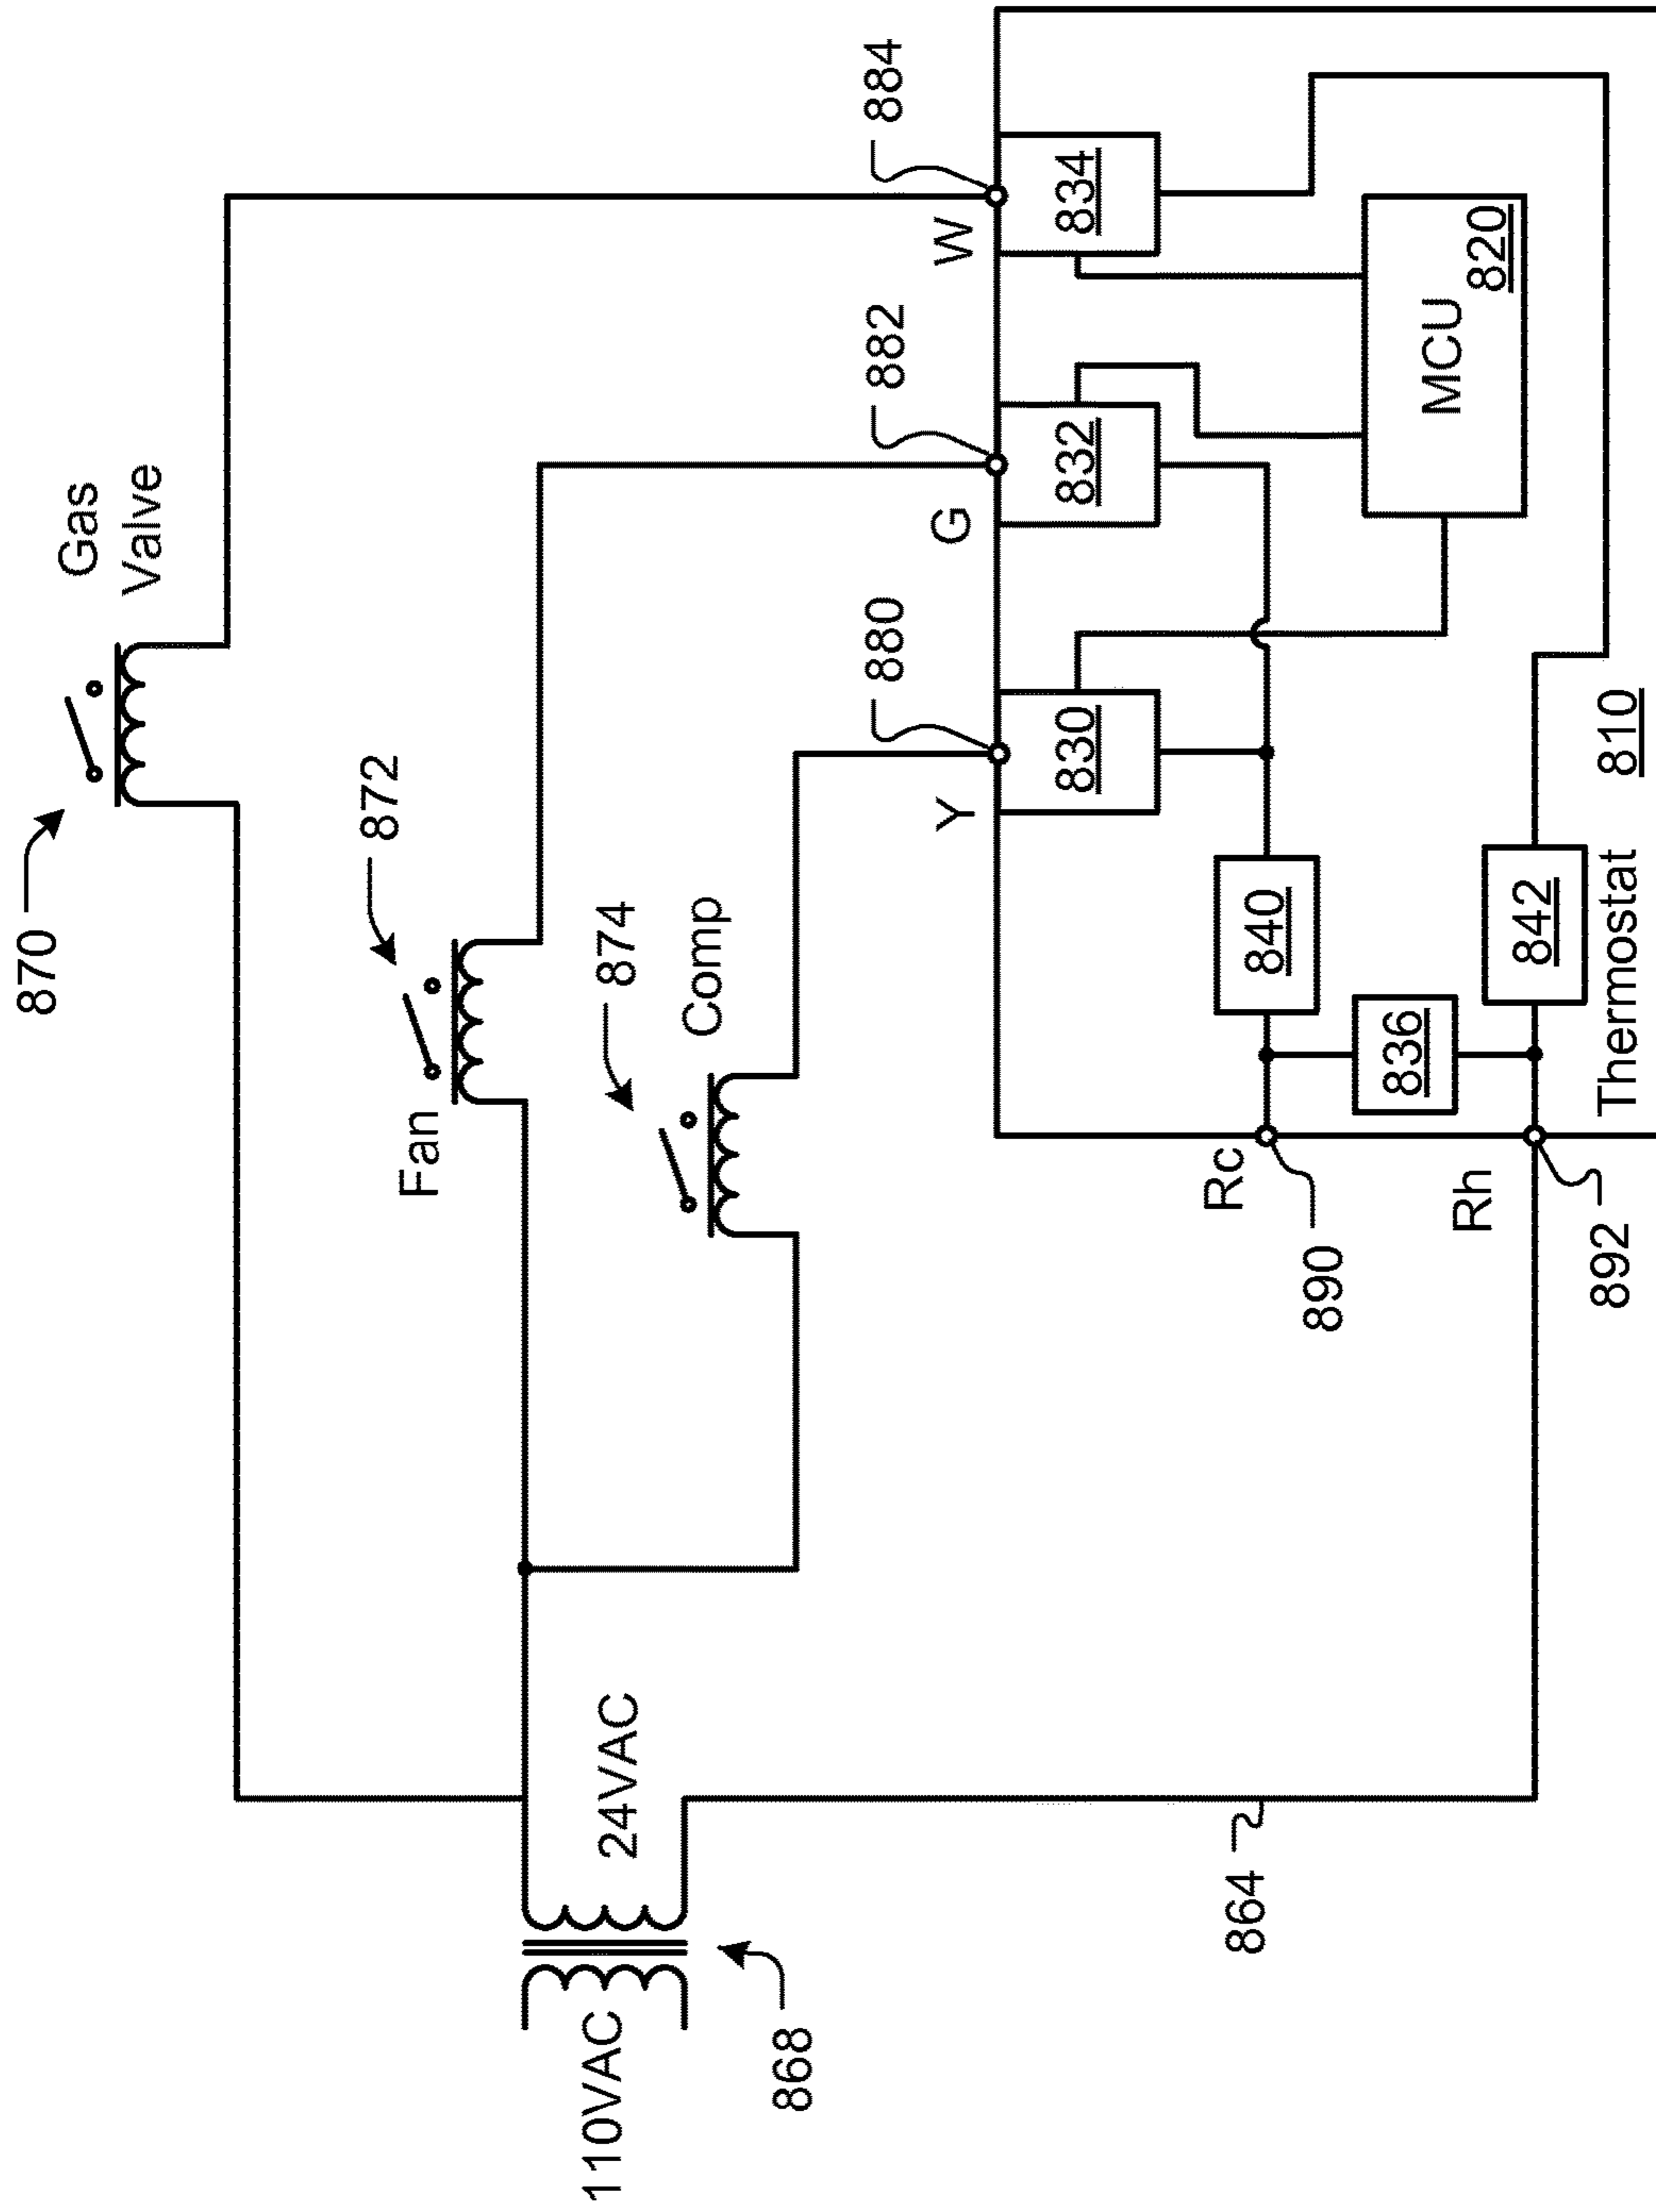 870
Gas
Valve
872
Fan
874
Comp
110VAC
24VAC
868
864
880
882
884
Y
G
W
830
832
834
Rc
890
840
836
MCU
820
Rh
892
842
Thermostat
810